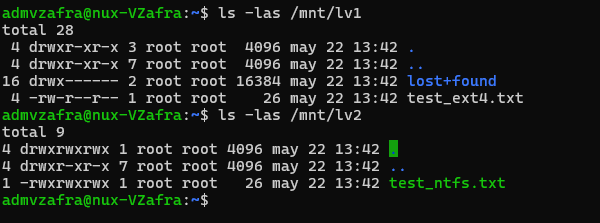 admvzafra@nux-VZafra:~$ ls -las /mnt/lv1
total 28
 4 drwxr-xr-x 3 root root  4096 may 22 13:42 .
 4 drwxr-xr-x 7 root root  4096 may 22 13:42 ..
16 drwx------ 2 root root 16384 may 22 13:42 lost+found
 4 -rw-r--r-- 1 root root    26 may 22 13:42 test_ext4.txt
admvzafra@nux-VZafra:~$ ls -las /mnt/lv2
total 9
4 drwxrwxrwx 1 root root 4096 may 22 13:42 .
4 drwxr-xr-x 7 root root 4096 may 22 13:42 ..
1 -rwxrwxrwx 1 root root   26 may 22 13:42 test_ntfs.txt
admvzafra@nux-VZafra:~$